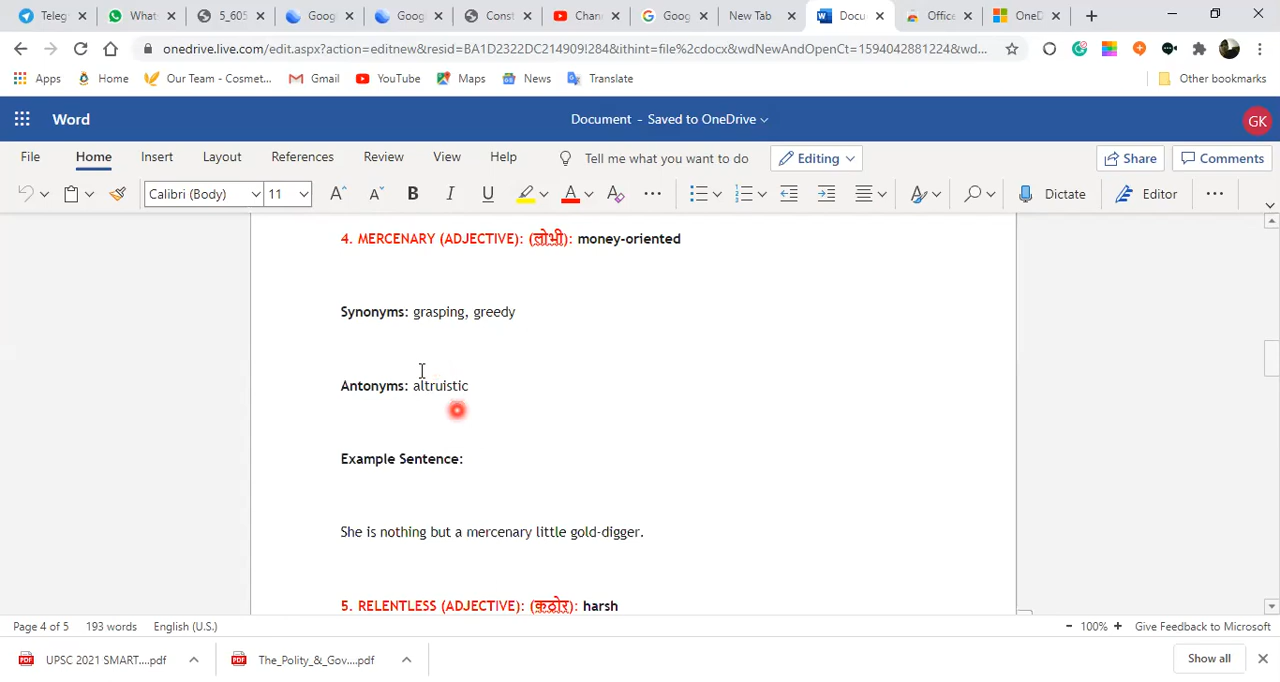 Teleg
What
5_605
Goog
Goog
Const
Chan
Goog
New Tab
Docu
Office
OneD
onedrive.live.com/edit.aspx?action=editnew&resid=BA1D2322DC214909!284&ithint=file%2cdocx&wdNewAndOpenCt=1594042881224&wd...
Apps
Home
Our Team - Cosmet...
Gmail
YouTube
Maps
News
Translate
Other bookmarks
Word
Document - Saved to OneDrive
GK
File
Home
Insert
Layout
References
Review
View
Help
Tell me what you want to do
Editing
Share
Comments
Calibri (Body)
11
Dictate
Editor
4. MERCENARY (ADJECTIVE): (लोभी): money-oriented
Synonyms: grasping, greedy
Antonyms: altruistic
Example Sentence:
She is nothing but a mercenary little gold-digger.
5. RELENTLESS (ADJECTIVE): (कठोर): harsh
Page 4 of 5
193 words
English (U.S.)
- 100% +
Give Feedback to Microsoft
UPSC 2021 SMART....pdf
The_Polity_&_Gov....pdf
Show all